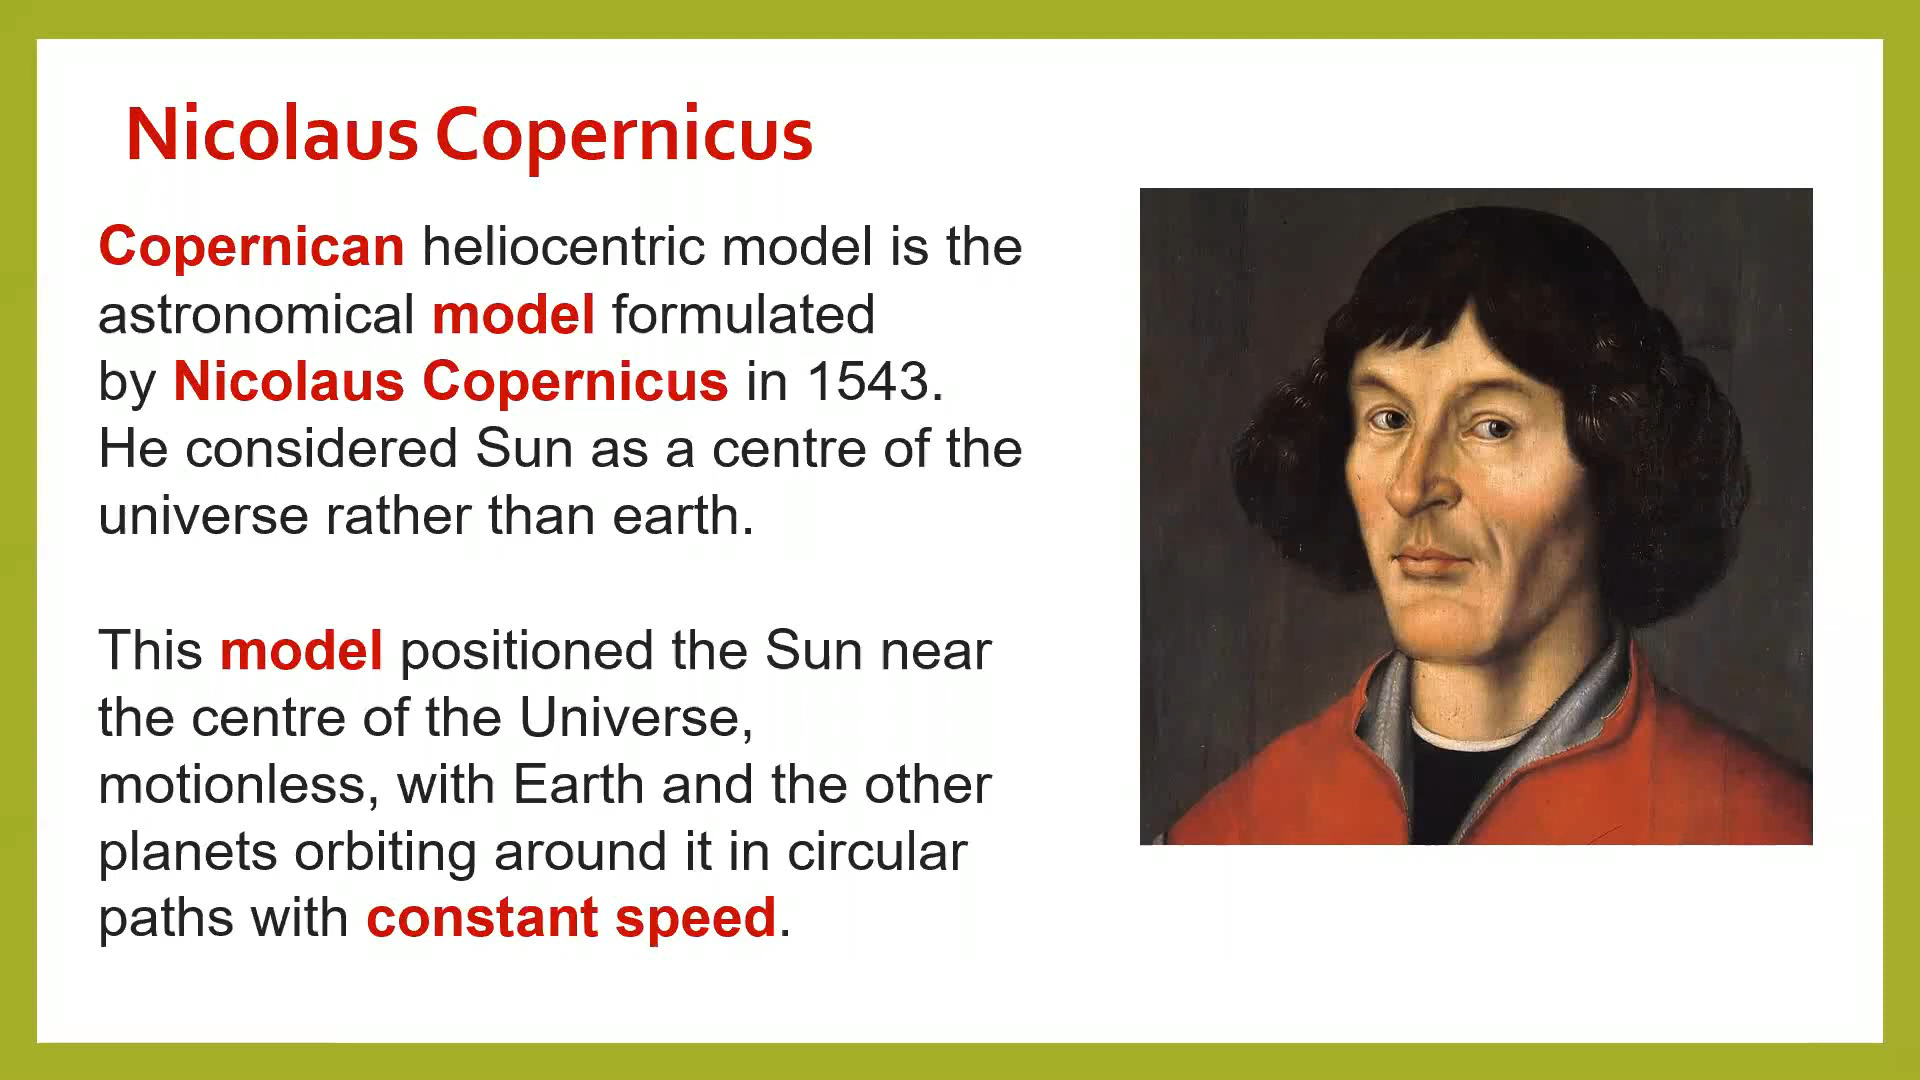 Nicolaus Copernicus
Copernican heliocentric model is the
astronomical model formulated
by Nicolaus Copernicus in 1543.
He considered Sun as a centre of the
universe rather than earth.
This model positioned the Sun near
the centre of the Universe,
motionless, with Earth and the other
planets orbiting around it in circular
paths with constant speed.